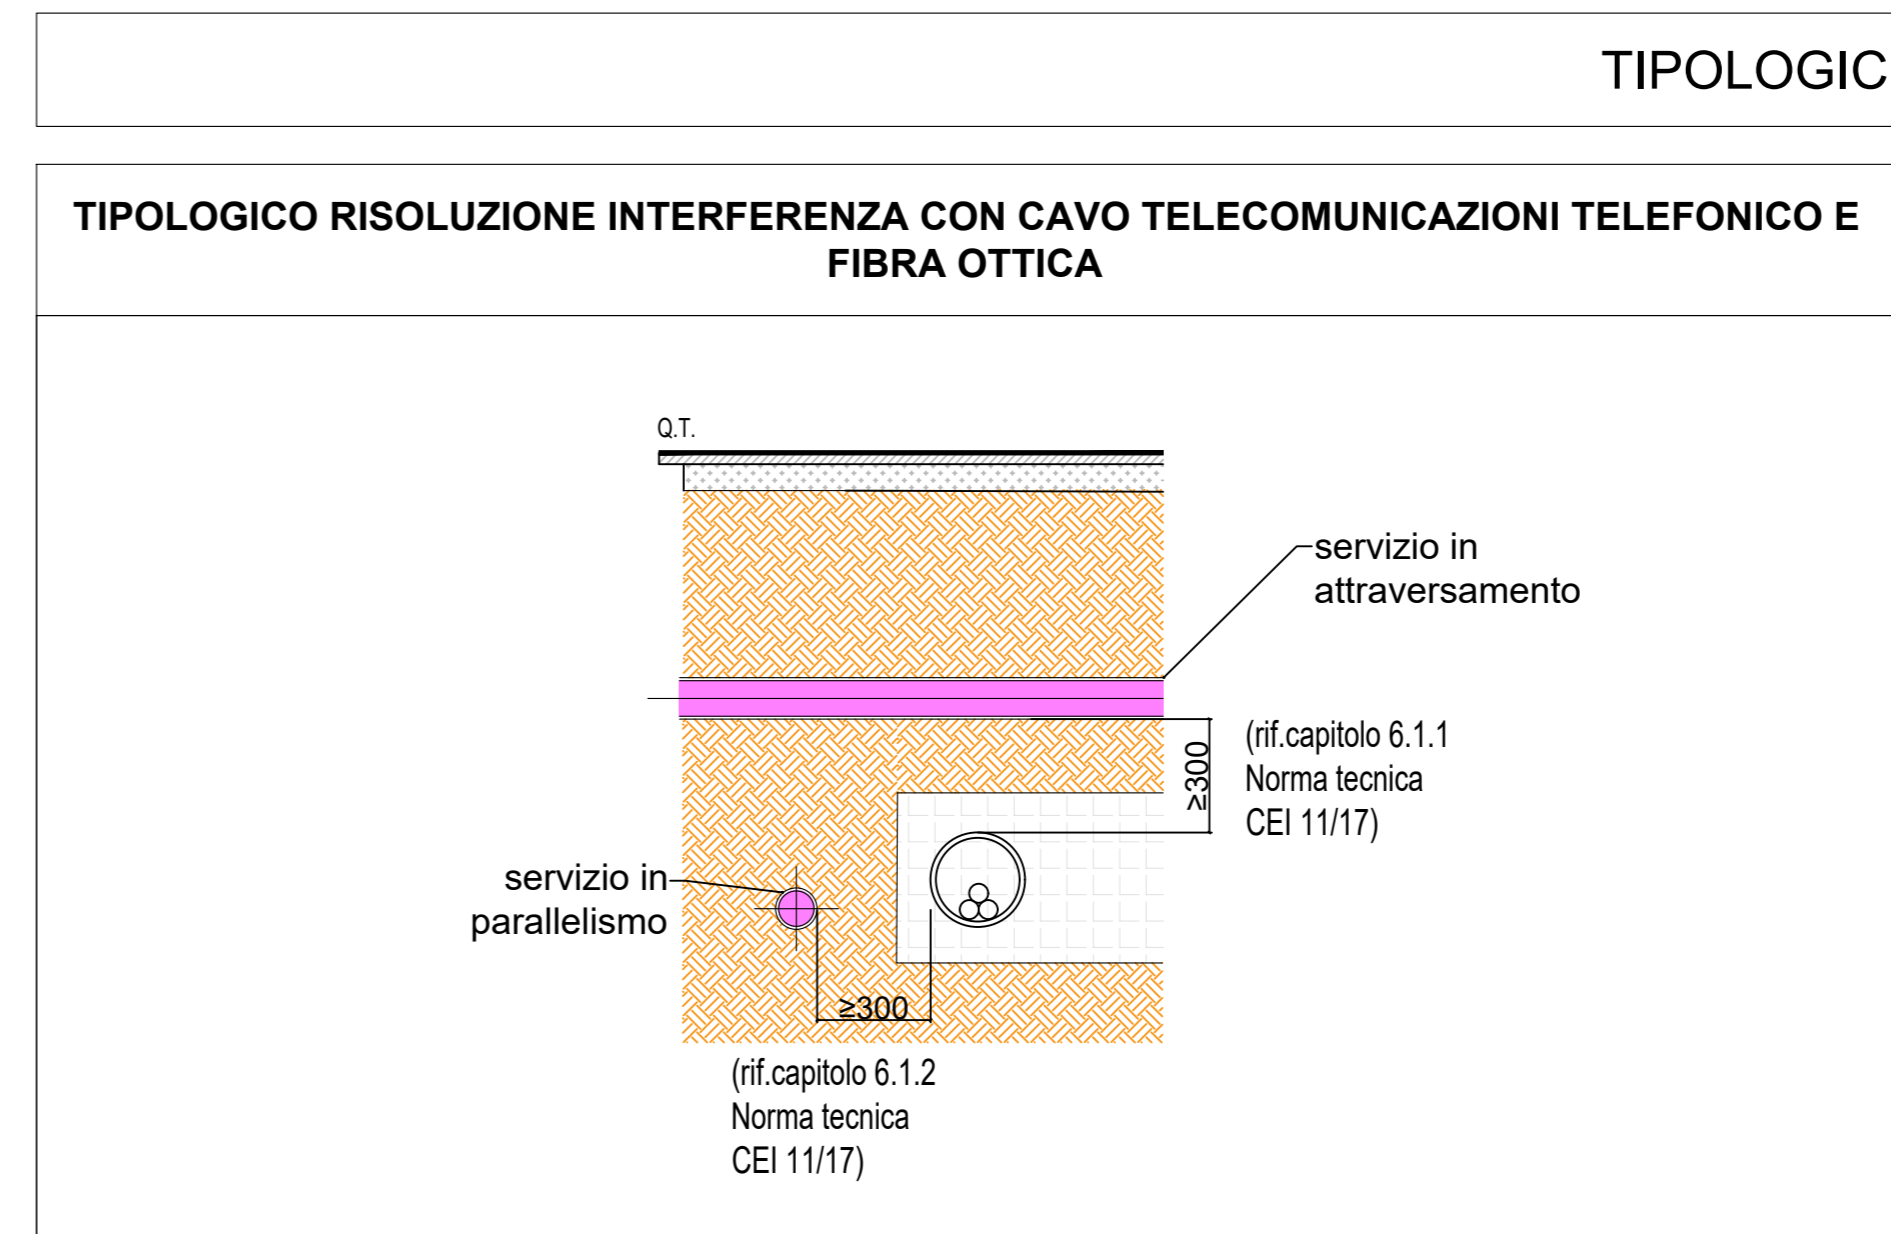 TIPOLOGIC
TIPOLOGICO RISOLUZIONE INTERFERENZA CON CAVO TELECOMUNICAZIONI TELEFONICO E
FIBRA OTTICA
Q.T.
servizio in
attraversamento
≥300
(rif.capitolo 6.1.1
Norma tecnica
CEI 11/17)
servizio in
parallelismo
≥300
(rif.capitolo 6.1.2
Norma tecnica
CEI 11/17)